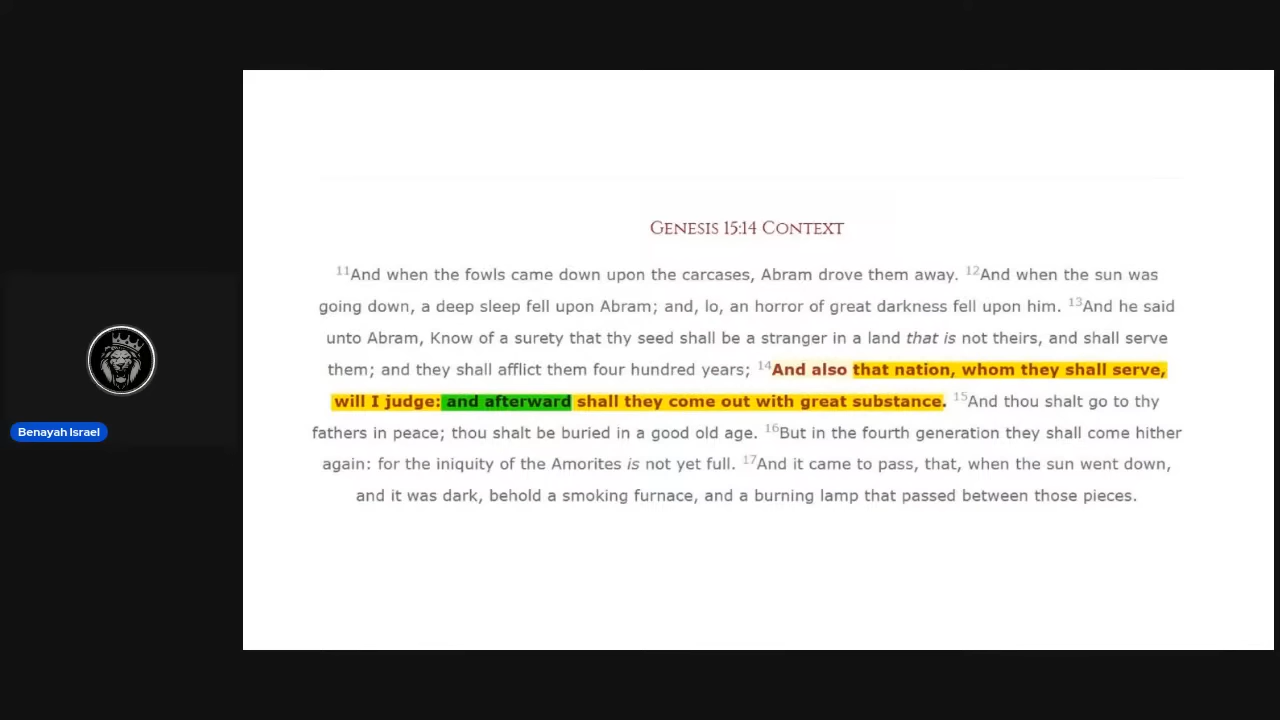 Genesis 15:14 Context
11And when the fowls came down upon the carcases, Abram drove them away. 12And when the sun was
going down, a deep sleep fell upon Abram; and, lo, an horror of great darkness fell upon him. 13And he said
unto Abram, Know of a surety that thy seed shall be a stranger in a land that is not theirs, and shall serve
them; and they shall afflict them four hundred years; 14And also that nation, whom they shall serve,
will I judge: and afterward shall they come out with great substance. 15And thou shalt go to thy
fathers in peace; thou shalt be buried in a good old age. 16But in the fourth generation they shall come hither
again: for the iniquity of the Amorites is not yet full. 17And it came to pass, that, when the sun went down,
and it was dark, behold a smoking furnace, and a burning lamp that passed between those pieces.
Benayah Israel